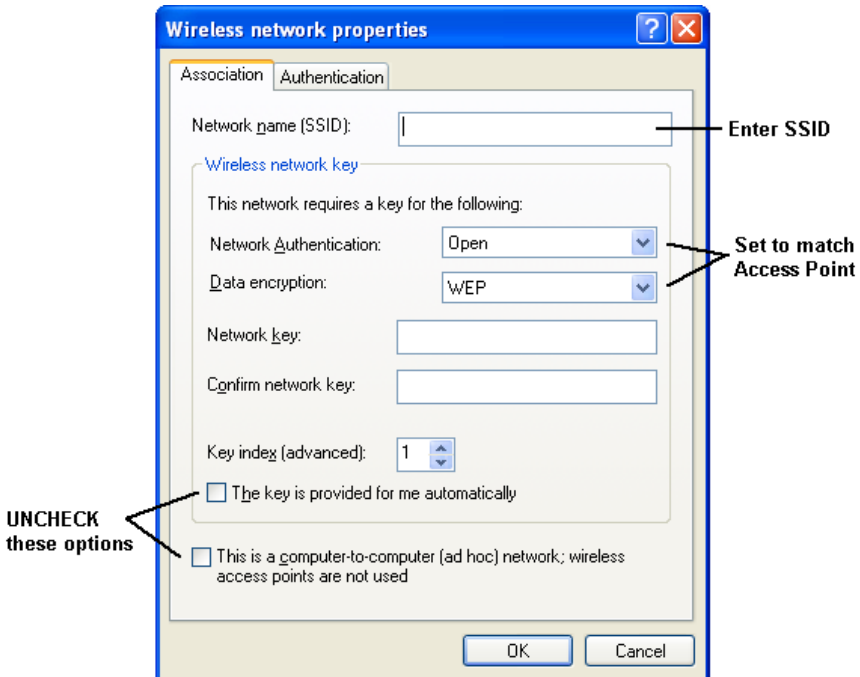 Wireless network properties
Association Authentication
Network name (SSID):
Enter SSID
Wireless network key
This network requires a key for the following:
Network Authentication: Open
Data encryption: WEP
Set to match
Access Point
Network key:
Confirm network key:
Key index (advanced): 1
The key is provided for me automatically
UNCHECK
these options
This is a computer-to-computer (ad hoc) network; wireless
access points are not used
OK Cancel